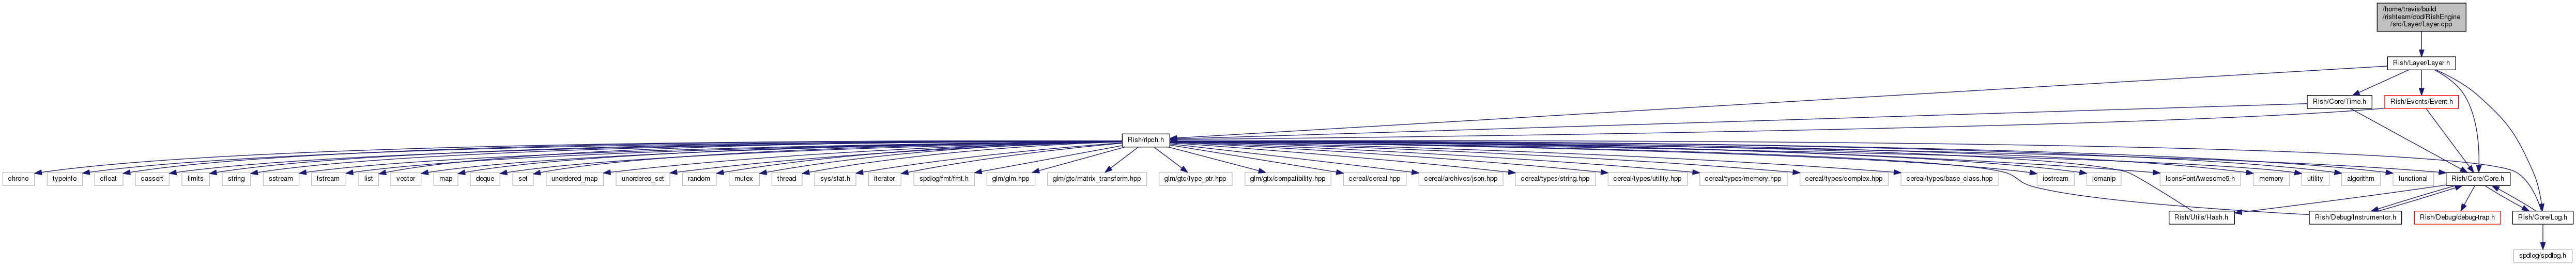 /home/travis/build
/rishteam/dod/RishEngine
/src/Layer/Layer.cpp
Rish/Layer/Layer.h
Rish/Core/Time.h
Rish/Events/Event.h
Rish/rfpch.h
chrono
typeinfo
cfloat
cassert
limits
string
sstream
fstream
list
vector
map
deque
set
unordered_map
unordered_set
random
mutex
thread
sys/stat.h
iterator
spdlog/fmt/fmt.h
glm/glm.hpp
glm/gtc/matrix_transform.hpp
glm/gtc/type_ptr.hpp
glm/gtx/compatibility.hpp
cereal/cereal.hpp
cereal/archives/json.hpp
cereal/types/string.hpp
cereal/types/utility.hpp
cereal/types/memory.hpp
cereal/types/complex.hpp
cereal/types/base_class.hpp
iostream
iomanip
IconsFontAwesome5.h
memory
utility
algorithm
functional
Rish/Core/Core.h
Rish/Utils/Hash.h
Rish/Debug/Instrumentor.h
Rish/Debug/debug-trap.h
Rish/Core/Log.h
spdlog/spdlog.h